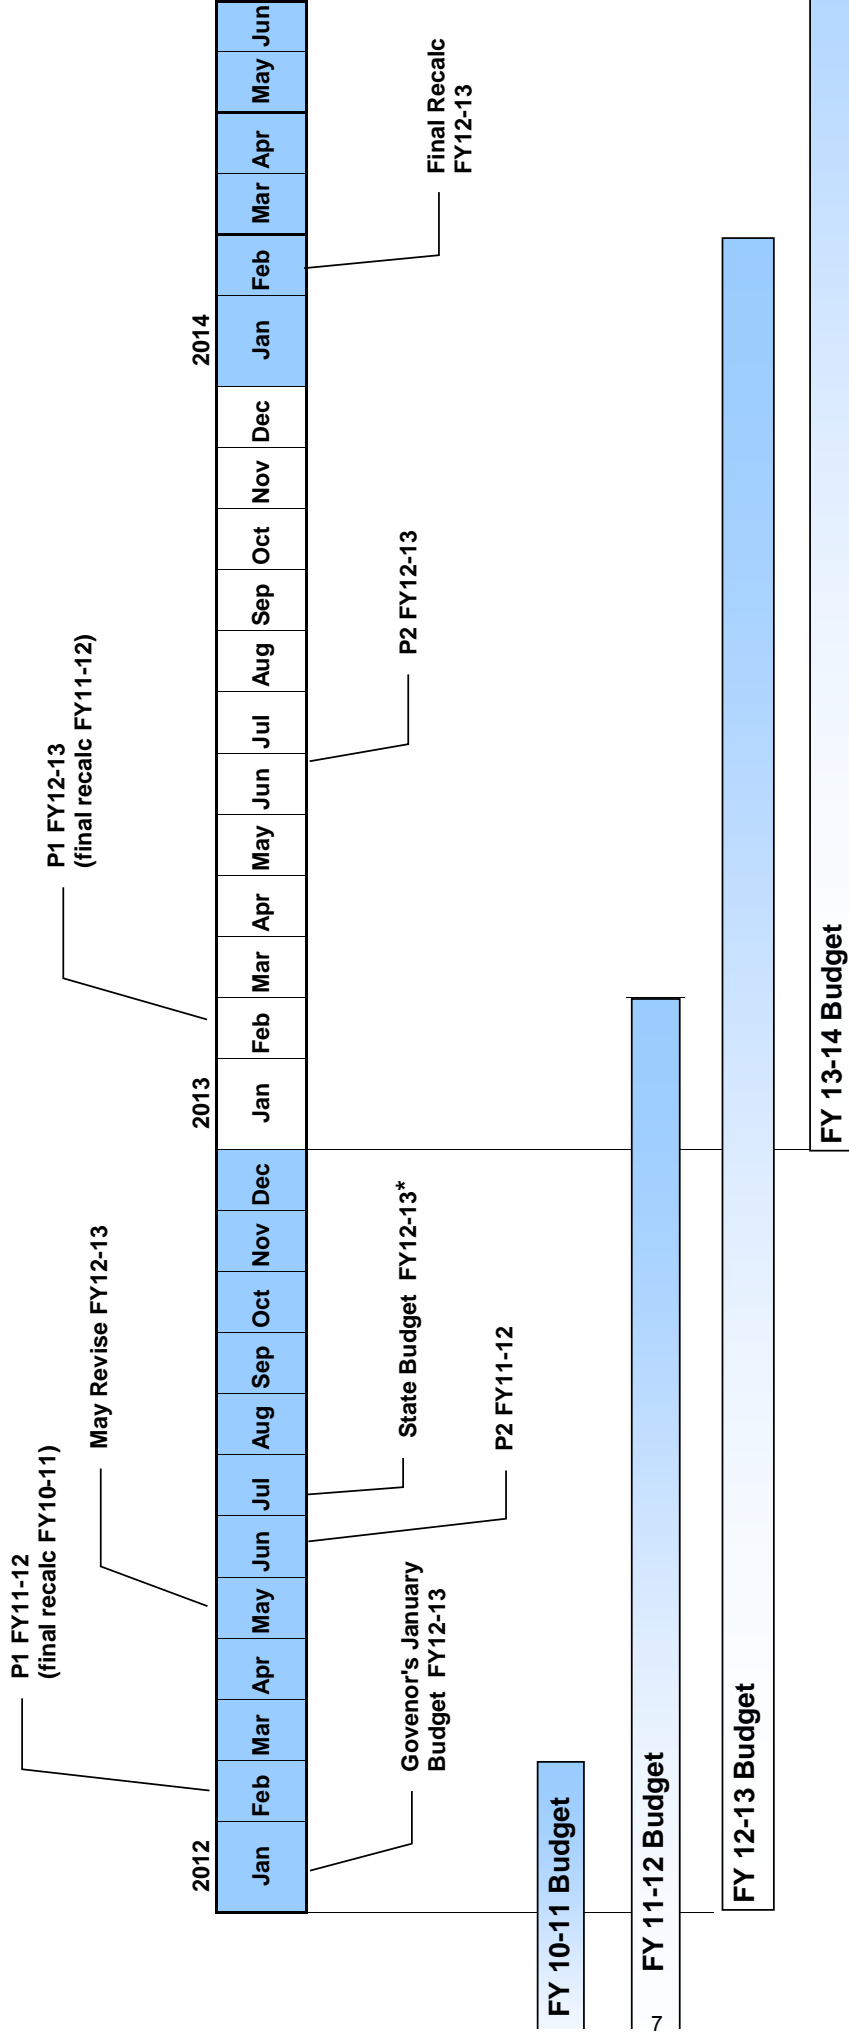 P1 FY11-12
(final recalc FY10-11)
May Revise FY12-13
P1 FY12-13
(final recalc FY11-12)
2012
2013
2014
Jan
Feb
Mar
Apr
May
Jun
Jul
Aug
Sep
Oct
Nov
Dec
Jan
Feb
Mar
Apr
May
Jun
Jul
Aug
Sep
Oct
Nov
Dec
Jan
Feb
Mar
Apr
May
Jun
Govenor's January
Budget FY12-13
State Budget FY12-13*
P2 FY11-12
P2 FY12-13
Final Recalc
FY12-13
FY 10-11 Budget
FY 11-12 Budget
FY 12-13 Budget
FY 13-14 Budget
7